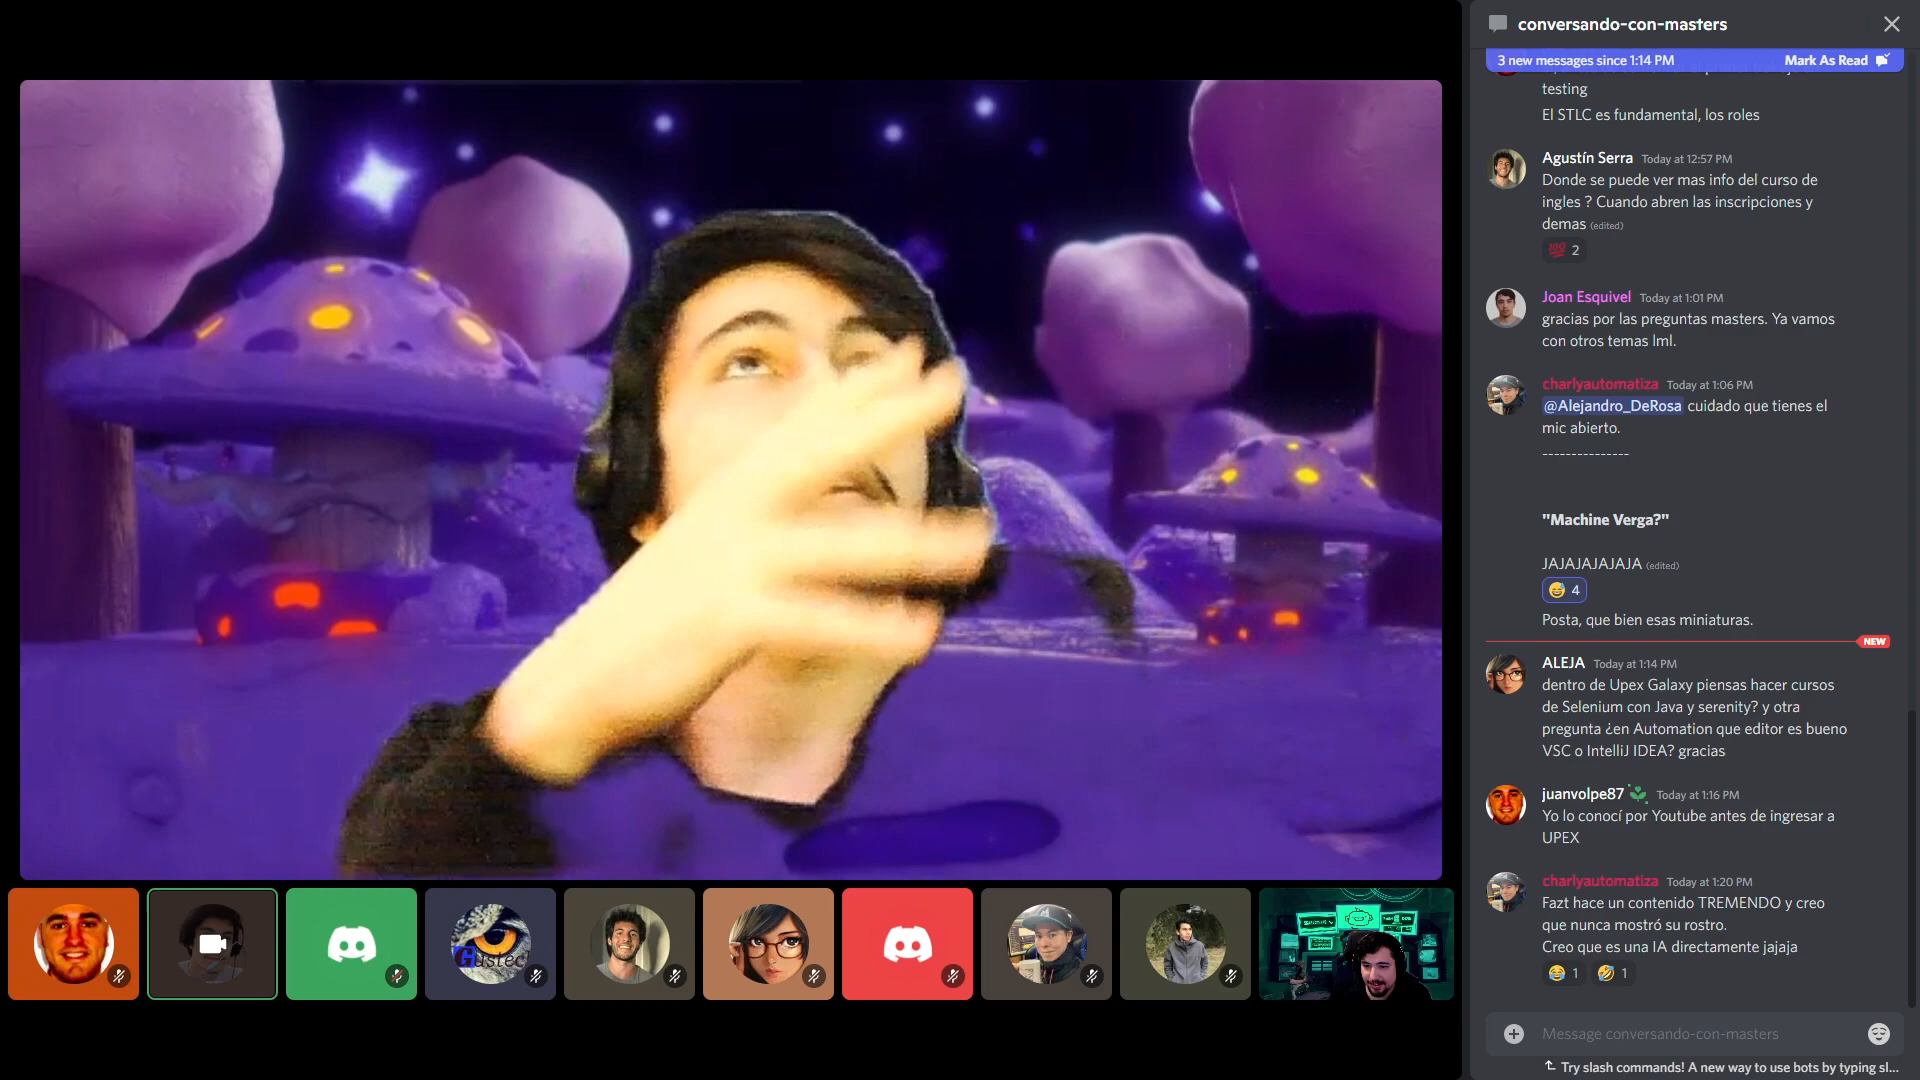 conversando-con-masters
3 new messages since 1:14 PM
Mark As Read
testing
El STLC es fundamental, los roles
Agustín Serra Today at 12:57 PM
Donde se puede ver mas info del curso de
ingles ? Cuando abren las inscripciones y
demas (edited)
💯 2
Joan Esquivel Today at 1:01 PM
gracias por las preguntas masters. Ya vamos
con otros temas lml.
charlyautomatiza Today at 1:06 PM
@Alejandro_DeRosa cuidado que tienes el
mic abierto.
---------------
"Machine Verga?"
JAJAJAJAJAJA (edited)
😅 4
Posta, que bien esas miniaturas.
NEW
ALEJA Today at 1:14 PM
dentro de Upex Galaxy piensas hacer cursos
de Selenium con Java y serenity? y otra
pregunta ¿en Automation que editor es bueno
VSC o IntelliJ IDEA? gracias
juanvolpe87 Today at 1:16 PM
Yo lo conocí por Youtube antes de ingresar a
UPEX
charlyautomatiza Today at 1:20 PM
Fazt hace un contenido TREMENDO y creo
que nunca mostró su rostro.
Creo que es una IA directamente jajaja
😂 1 🤣 1
Message conversando-con-masters
Try slash commands! A new way to use bots by typing sl...